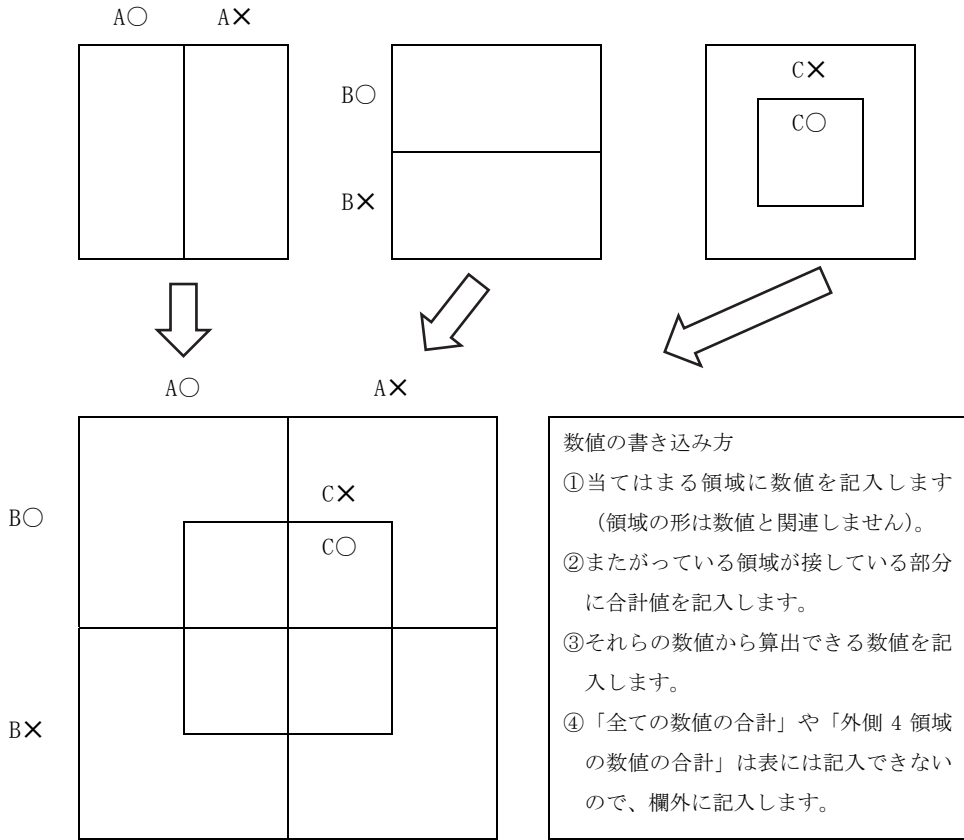 A○ A×
B○
B×
C×
C○
A○ A×
B○
B×
C×
C○
数値の書き込み方
①当てはまる領域に数値を記入します
（領域の形は数値と関連しません）。
②またがっている領域が接している部分
に合計値を記入します。
③それらの数値から算出できる数値を記
入します。
④「全ての数値の合計」や「外側 4 領域
の数値の合計」は表には記入できない
ので、欄外に記入します。